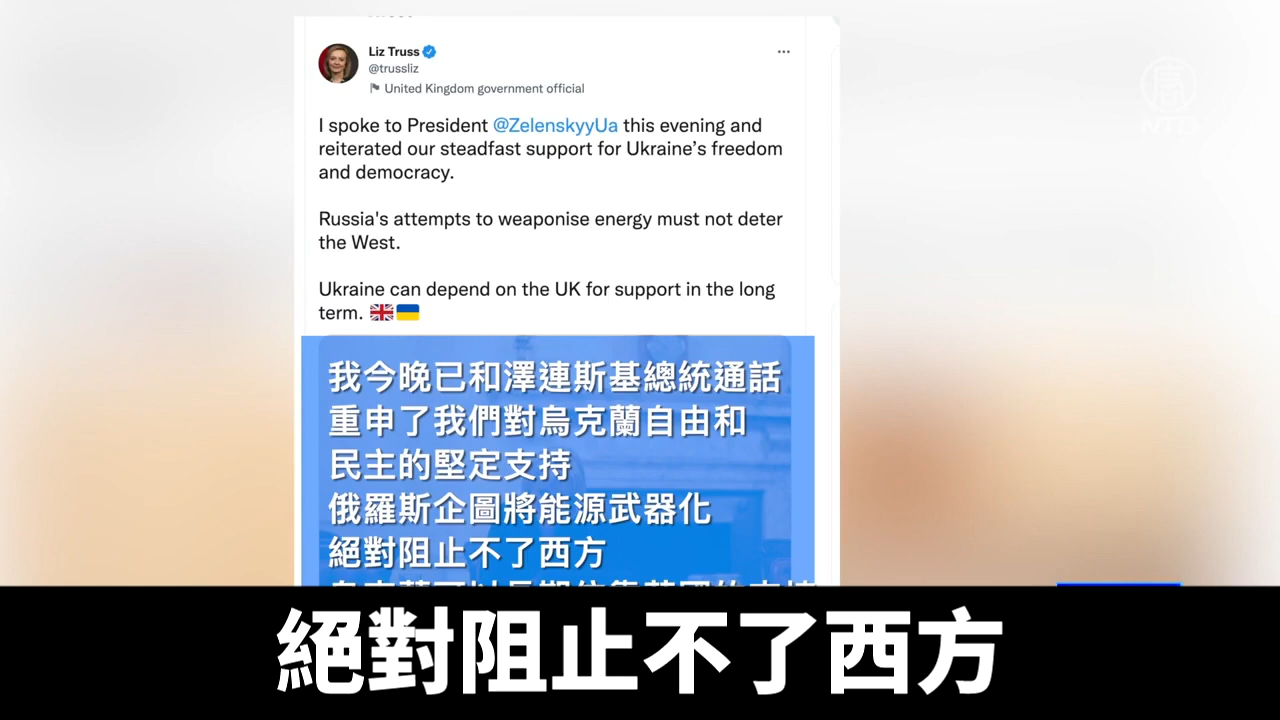 Liz Truss
@trussliz
United Kingdom government official
I spoke to President @ZelenskyyUa this evening and
reiterated our steadfast support for Ukraine’s freedom
and democracy.
Russia's attempts to weaponise energy must not deter
the West.
Ukraine can depend on the UK for support in the long
term. 🇬🇧🇺🇦
我今晚已和澤連斯基總統通話
重申了我們對烏克蘭自由和
民主的堅定支持
俄羅斯企圖將能源武器化
絕對阻止不了西方
絕對阻止不了西方
NTD